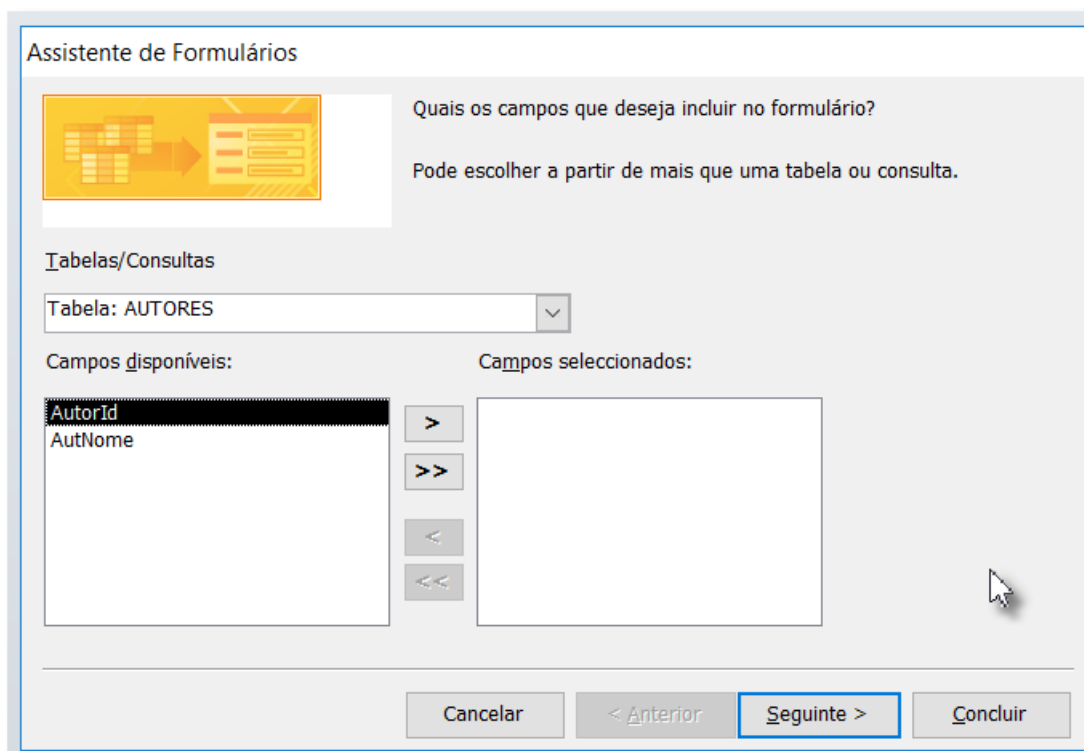 Assistente de Formulários
Quais os campos que deseja incluir no formulário?
Pode escolher a partir de mais que uma tabela ou consulta.
Tabelas/Consultas
Tabela: AUTORES
Campos disponíveis:
Campos seleccionados:
AutorId
AutNome
>
>>
<
<<
Cancelar
< Anterior
Seguinte >
Concluir